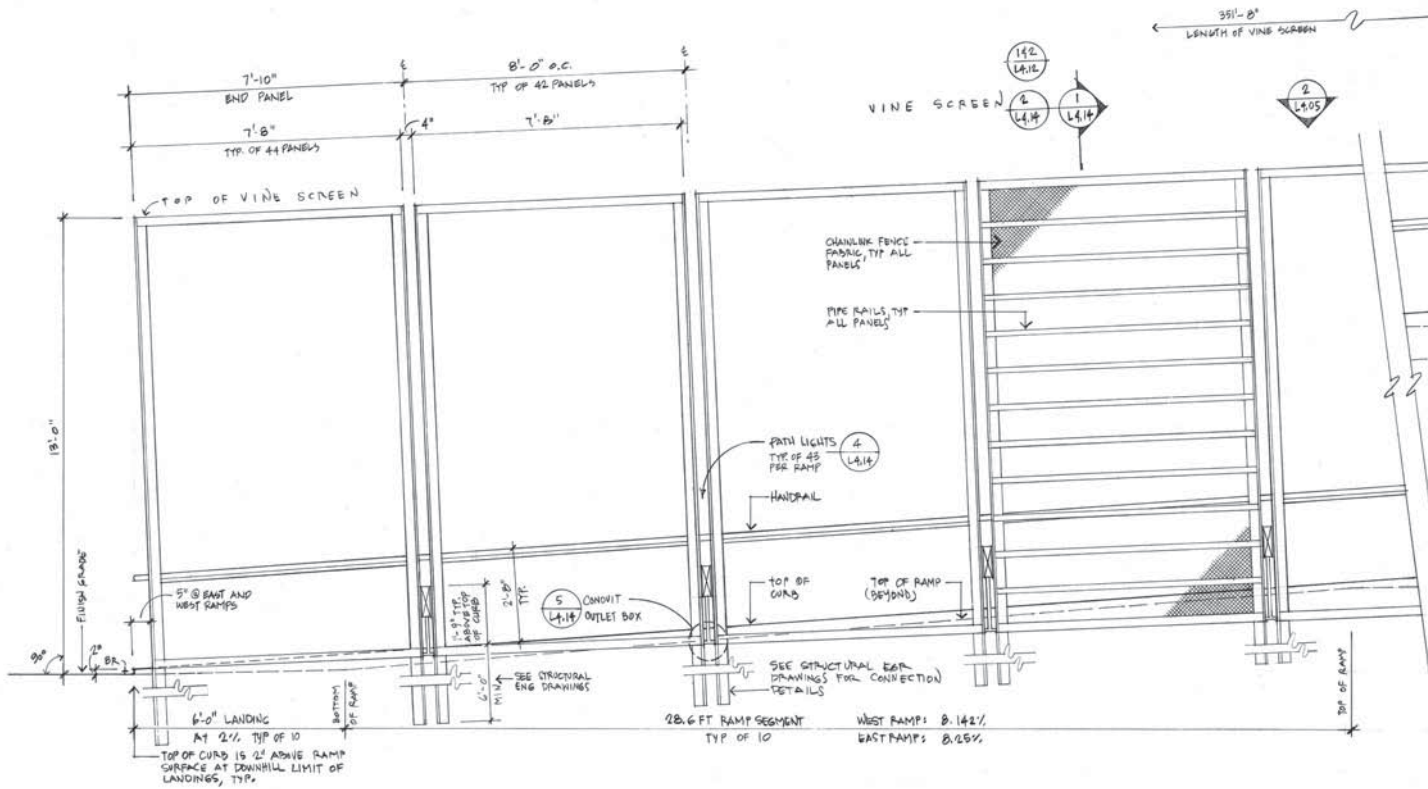 351'-8"
LENGTH OF VINE SCREEN
7'-10"
END PANEL
8'-0" O.C.
TYP OF 42 PANELS
7'-8"
TYP. OF 44 PANELS
4"
7'-8"
1&2
L4.12
VINE SCREEN
2
L4.14
1
L4.14
2
L4.05
TOP OF VINE SCREEN
CHAINLINK FENCE
FABRIC, TYP ALL
PANELS
PIPE RAILS, TYP
ALL PANELS
13'-0"
PATH LIGHTS
TYP. OF 43
PER RAMP
4
L4.14
HANDRAIL
FINISH GRADE
5" @ EAST AND
WEST RAMPS
90°
2"
BR.
1'-9" TYP.
ABOVE TOP
OF CURB
2'-8"
TYP.
5
L4.14
CONDUIT
OUTLET BOX
TOP OF
CURB
TOP OF RAMP
(BEYOND)
6'-0"
MIN.
SEE STRUCTURAL
ENG DRAWINGS
SEE STRUCTURAL
DRAWINGS FOR CONNECTION
DETAILS
6'-0" LANDING
AT 2% TYP OF 10
BOTTOM
OF RAMP
28.6 FT RAMP SEGMENT
TYP OF 10
WEST RAMP: 8.142%
EAST RAMP: 8.25%
TOP OF RAMP
TOP OF CURB IS 2" ABOVE RAMP
SURFACE AT DOWNHILL LIMIT OF
LANDINGS, TYP.